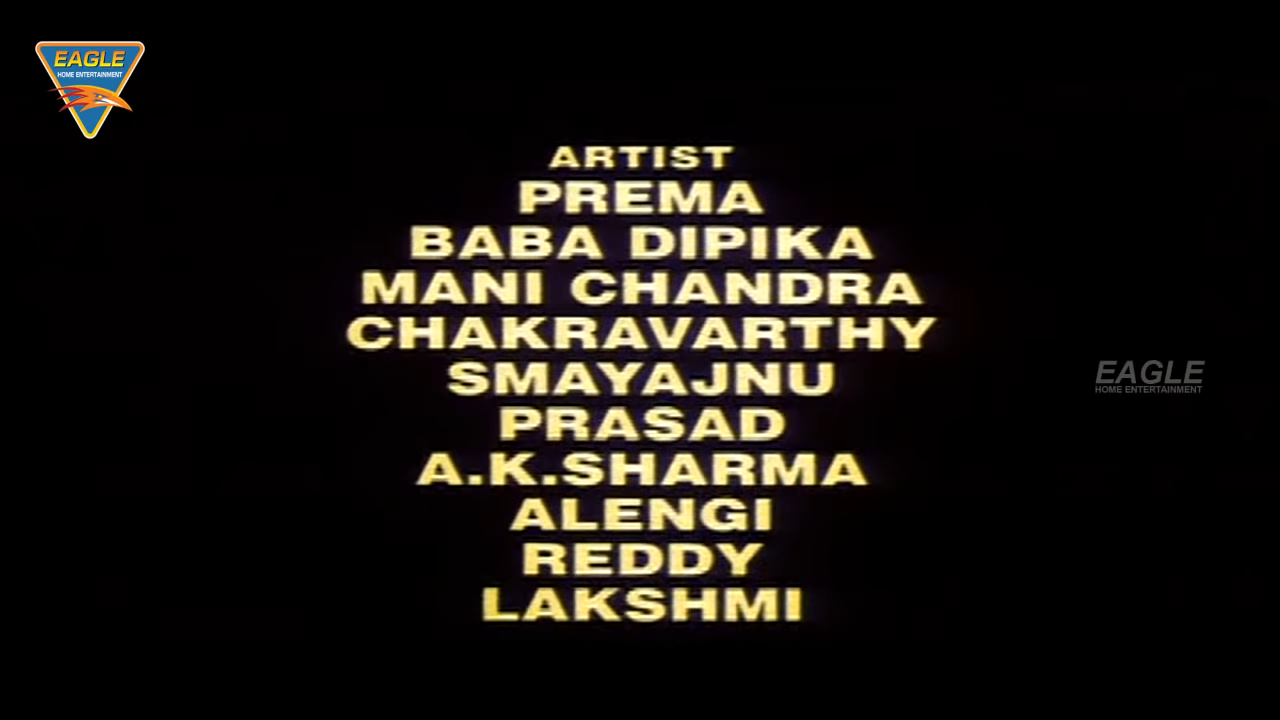 EAGLE
HOME ENTERTAINMENT
ARTIST
PREMA
BABA DIPIKA
MANI CHANDRA
CHAKRAVARTHY
SMAYAJNU
PRASAD
A.K.SHARMA
ALENGI
REDDY
LAKSHMI
EAGLE
HOME ENTERTAINMENT